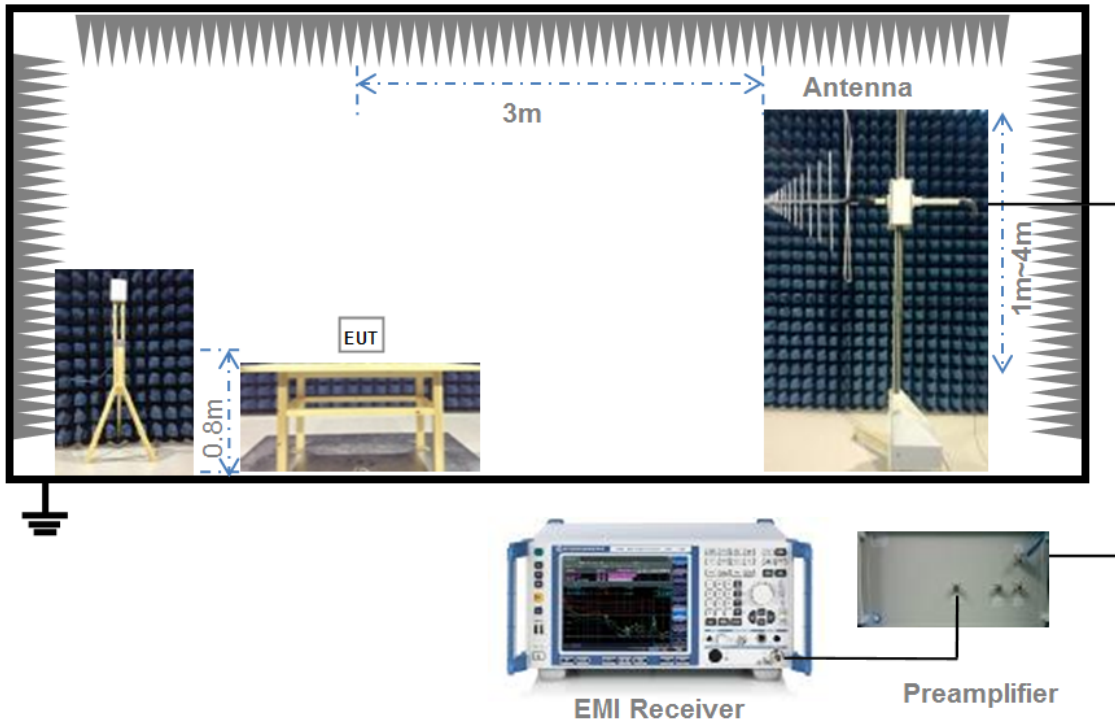 Antenna
3m
1m~4m
EUT
0.8m
EMI Receiver
Preamplifier